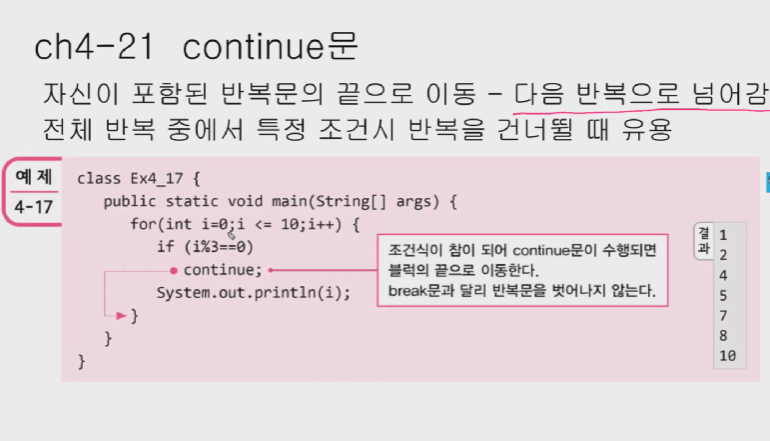 ch4-21 continue문
자신이 포함된 반복문의 끝으로 이동 - 다음 반복으로 넘어감
전체 반복 중에서 특정 조건시 반복을 건너뛸 때 유용
예제
4-17
class Ex4_17 {
public static void main(String[] args) {
for(int i=0;i <= 10;i++) {
if (i%3==0)
continue;
System.out.println(i);
}
}
}
조건식이 참이 되어 continue문이 수행되면
블럭의 끝으로 이동한다.
break문과 달리 반복문을 벗어나지 않는다.
결과
1
2
4
5
7
8
10